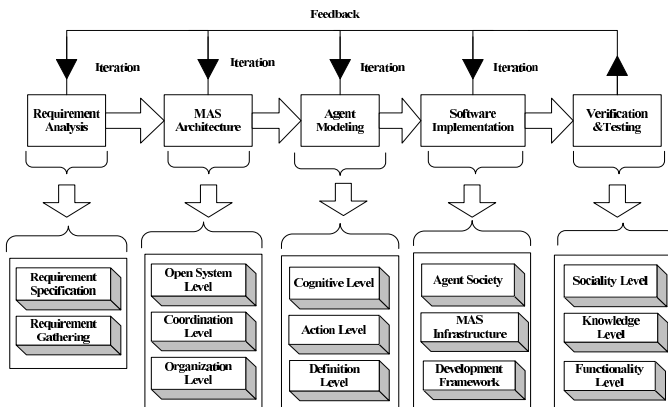 Feedback
Iteration
Iteration
Iteration
Iteration
Requirement
Analysis
MAS
Architecture
Agent
Modeling
Software
Implementation
Verification
&Testing
Requirement
Specification
Requirement
Gathering
Open System
Level
Coordination
Level
Organization
Level
Cognitive Level
Action Level
Definition
Level
Agent Society
MAS
Infrastructure
Development
Framework
Sociality Level
Knowledge
Level
Functionality
Level